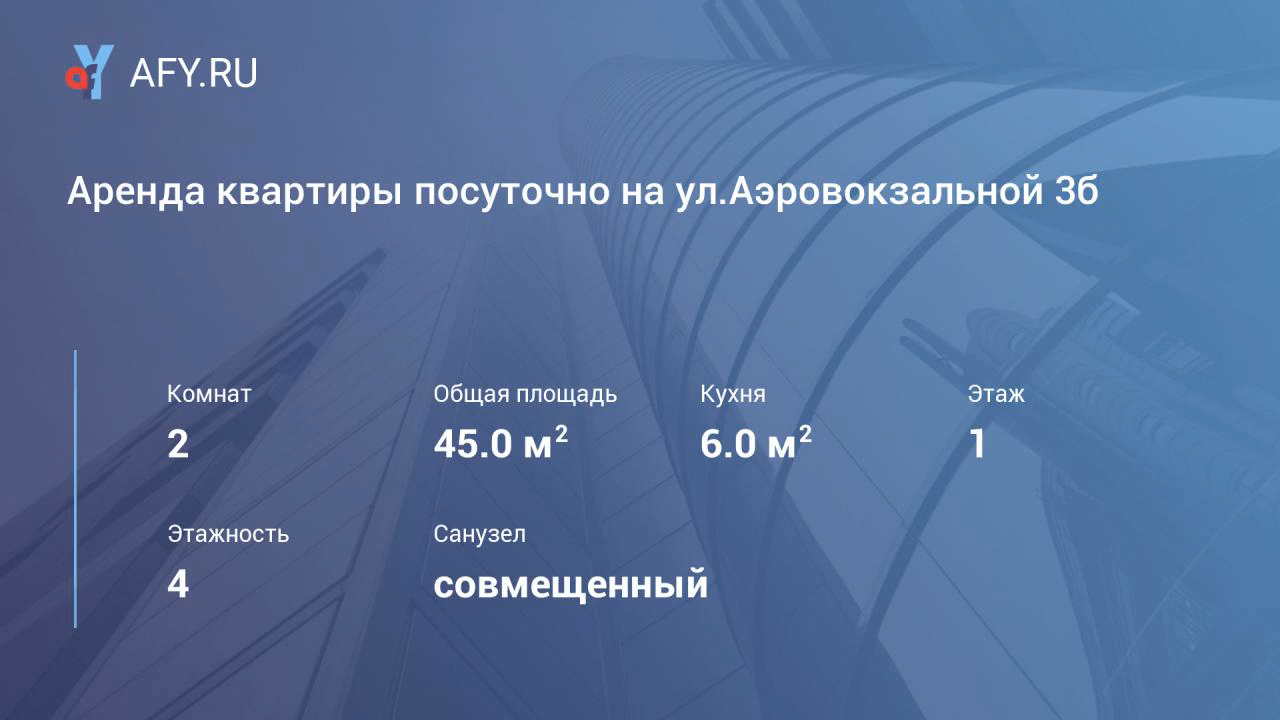 аfY AFY.RU
Аренда квартиры посуточно на ул.Аэровокзальной 3б
Комнат
2
Общая площадь
45.0 м²
Кухня
6.0 м²
Этаж
1
Этажность
4
Санузел
совмещенный